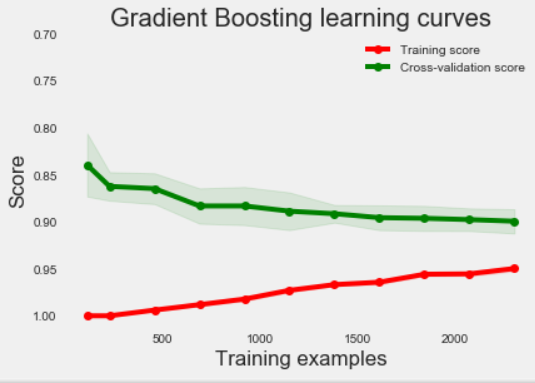 Gradient Boosting learning curves
0.70
Training score
Cross-validation score
0.75
0.80
0.85
0.90
0.95
1.00
Score
500
1000
1500
2000
Training examples